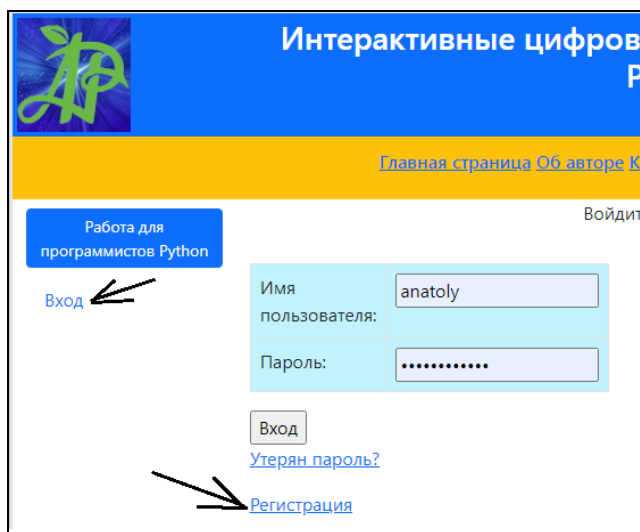 Интерактивные цифров
Р
Главная страница Об авторе К
Войдит
Работа для
программистов Python
Вход
Имя
пользователя:
anatoly
Пароль:
••••••••••••
Вход
Утерян пароль?
Регистрация